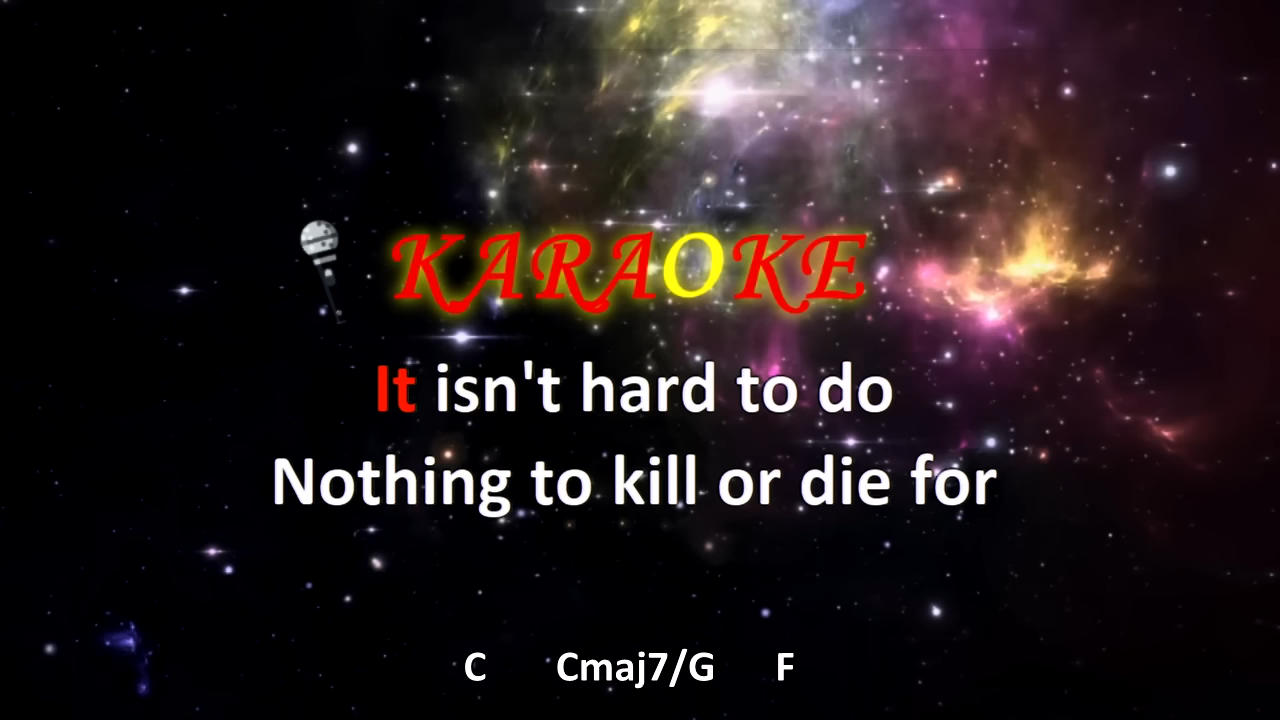 KARAOKE
It isn't hard to do
Nothing to kill or die for
C Cmaj7/G F